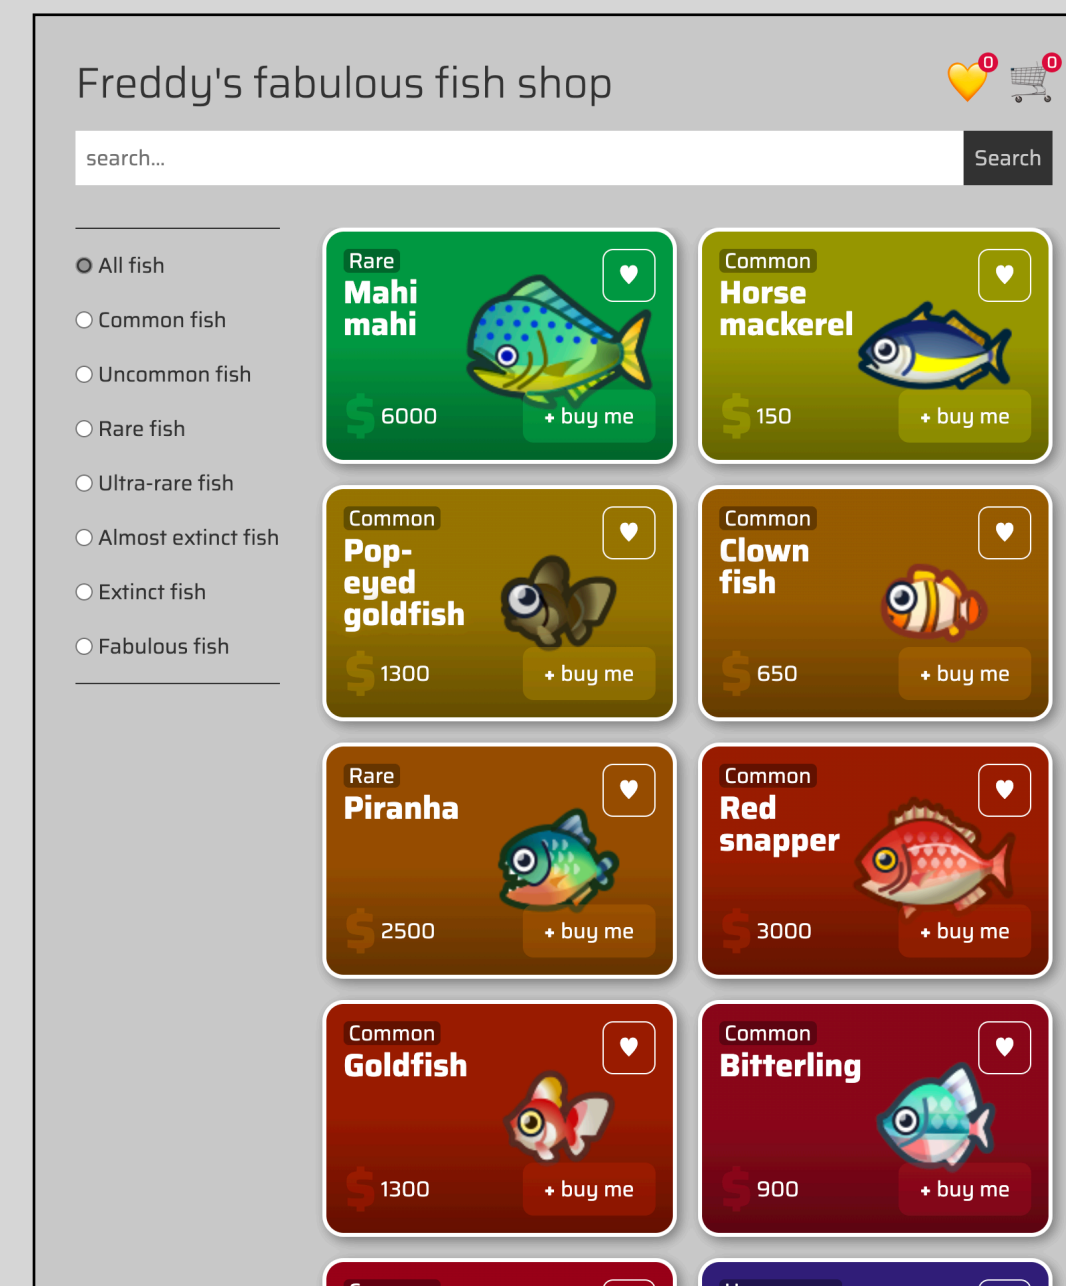 Freddy's fabulous fish shop
0
0
search...
Search
All fish
Common fish
Uncommon fish
Rare fish
Ultra-rare fish
Almost extinct fish
Extinct fish
Fabulous fish
Rare
Mahi
mahi
$ 6000
+ buy me
Common
Horse
mackerel
$ 150
+ buy me
Common
Pop-
eyed
goldfish
$ 1300
+ buy me
Common
Clown
fish
$ 650
+ buy me
Rare
Piranha
$ 2500
+ buy me
Common
Red
snapper
$ 3000
+ buy me
Common
Goldfish
$ 1300
+ buy me
Common
Bitterling
$ 900
+ buy me